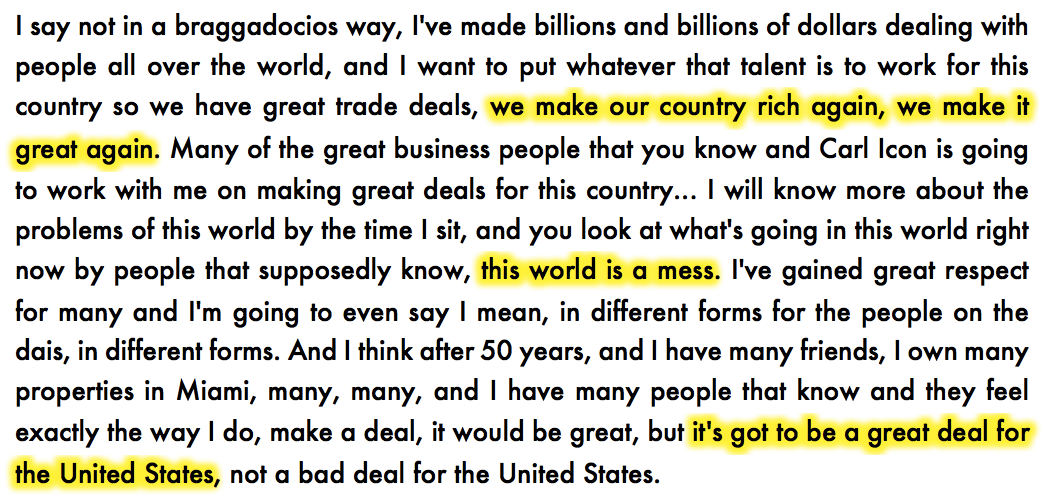 I say not in a braggadocios way, I've made billions and billions of dollars dealing with
people all over the world, and I want to put whatever that talent is to work for this
country so we have great trade deals, we make our country rich again, we make it
great again. Many of the great business people that you know and Carl Icon is going
to work with me on making great deals for this country... I will know more about the
problems of this world by the time I sit, and you look at what's going in this world right
now by people that supposedly know, this world is a mess. I've gained great respect
for many and I'm going to even say I mean, in different forms for the people on the
dais, in different forms. And I think after 50 years, and I have many friends, I own many
properties in Miami, many, many, and I have many people that know and they feel
exactly the way I do, make a deal, it would be great, but it's got to be a great deal for
the United States, not a bad deal for the United States.